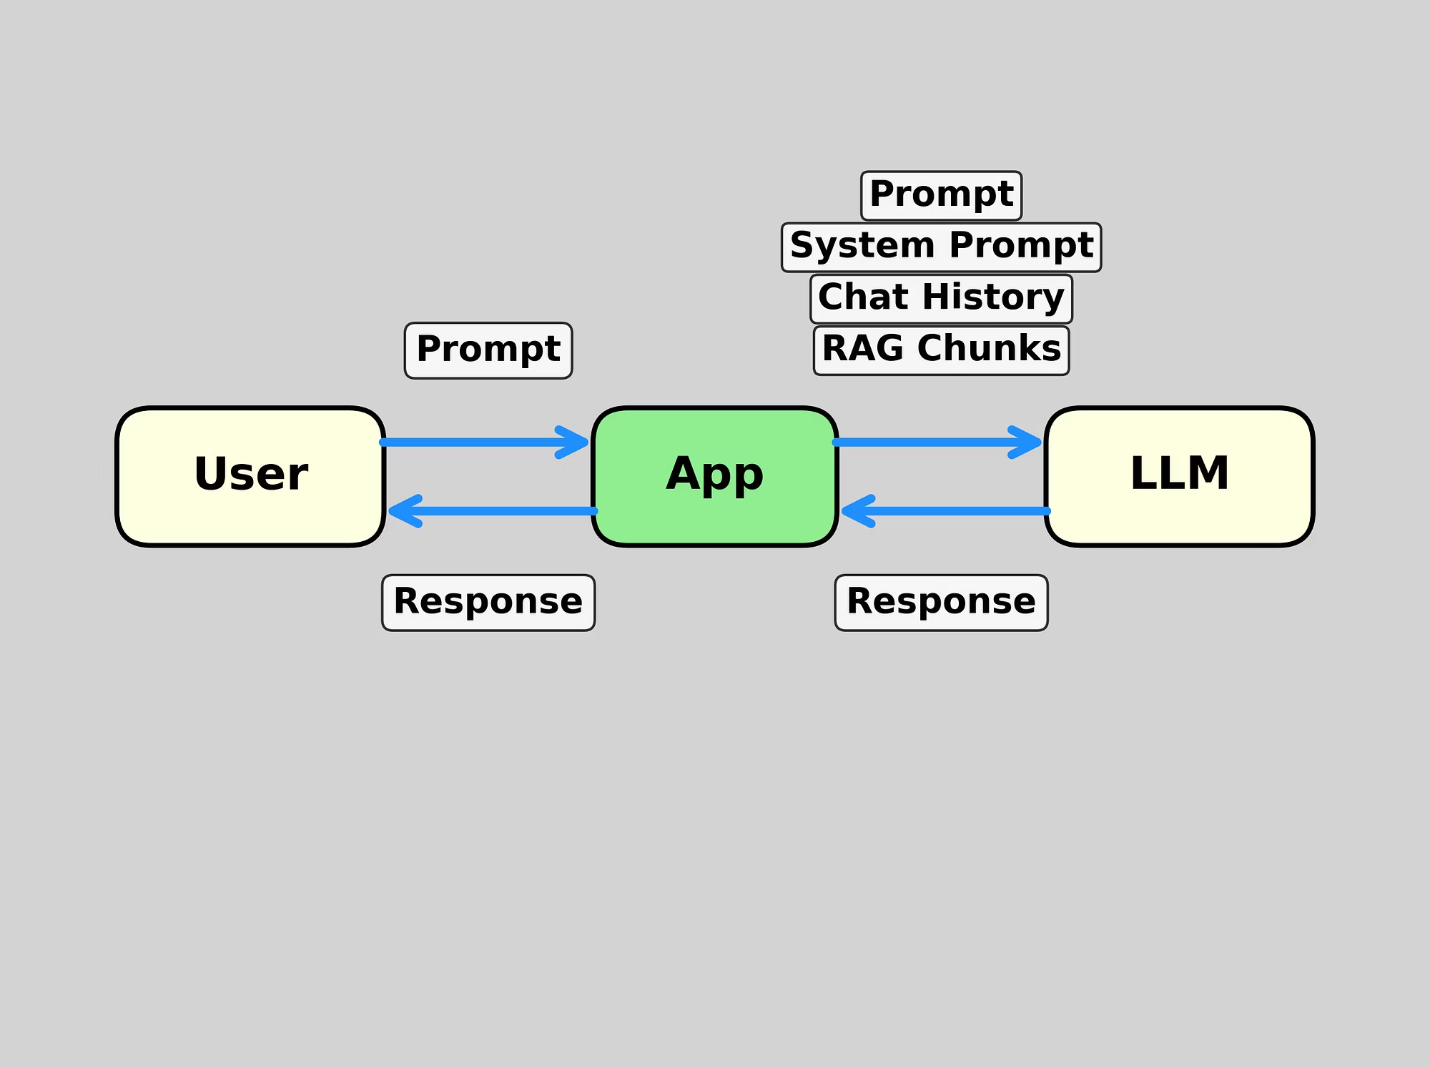 Prompt
System Prompt
Chat History
RAG Chunks
Prompt
User
App
LLM
Response
Response